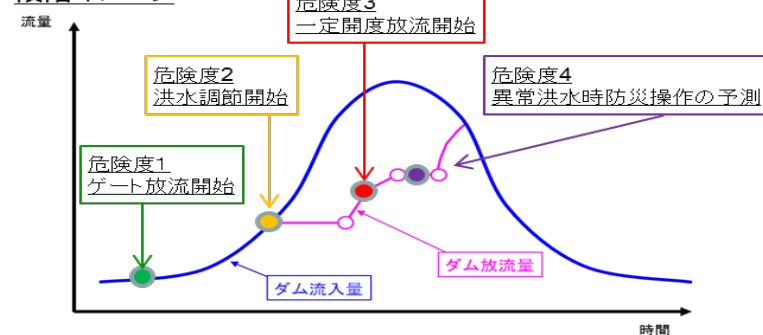 流量
危険度3
一定開度放流開始
危険度2
洪水調節開始
危険度4
異常洪水時防災操作の予測
危険度1
ゲート放流開始
ダム放流量
ダム流入量
時間